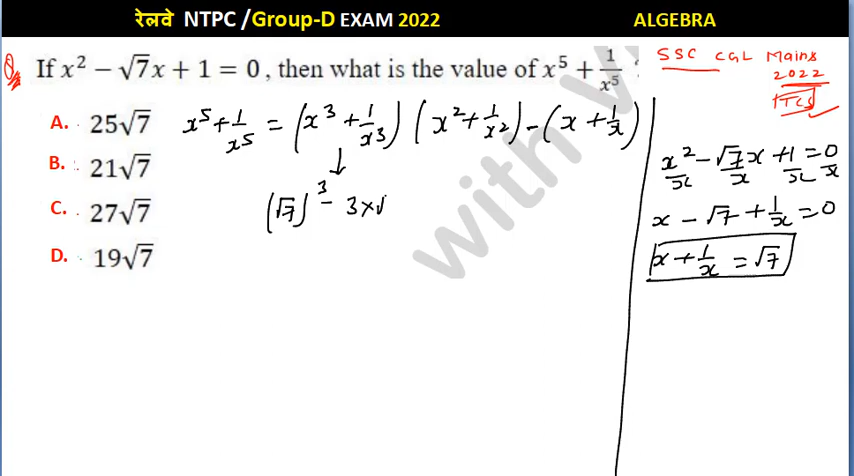 रेलवे NTPC/Group-D EXAM 2022 ALGEBRA
Q. If x² − √7x + 1 = 0, then what is the value of x⁵ + 1/x⁵ ?
SSC CGL Mains
2022
TCS
A. 25√7
B. 21√7
C. 27√7
D. 19√7
x⁵ + 1/x⁵ = (x³ + 1/x³) (x² + 1/x²) − (x + 1/x)
↓
(√7)³ − 3×√
x²/x − √7x/x + 1/x = 0/x
x − √7 + 1/x = 0
x + 1/x = √7
with